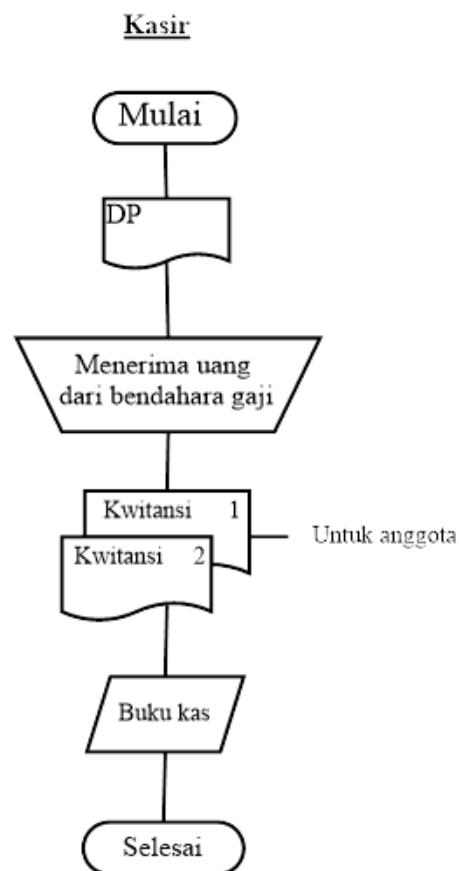 Kasir
Mulai
DP
Menerima uang
dari bendahara gaji
Kwitansi 1
Untuk anggota
Kwitansi 2
Buku kas
Selesai